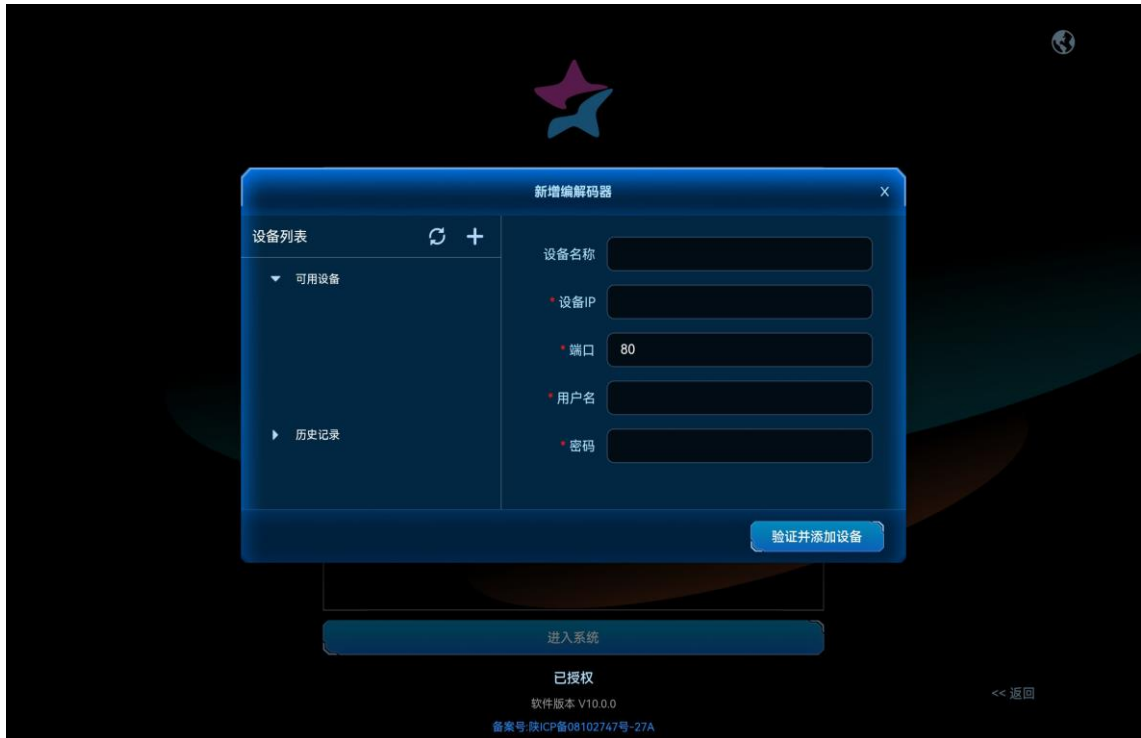 新增编解码器 X
设备列表
可用设备
历史记录
设备名称
* 设备IP
* 端口 80
* 用户名
* 密码
验证并添加设备
进入系统
已授权
软件版本 V10.0.0
<< 返回
备案号:陕ICP备08102747号-27A